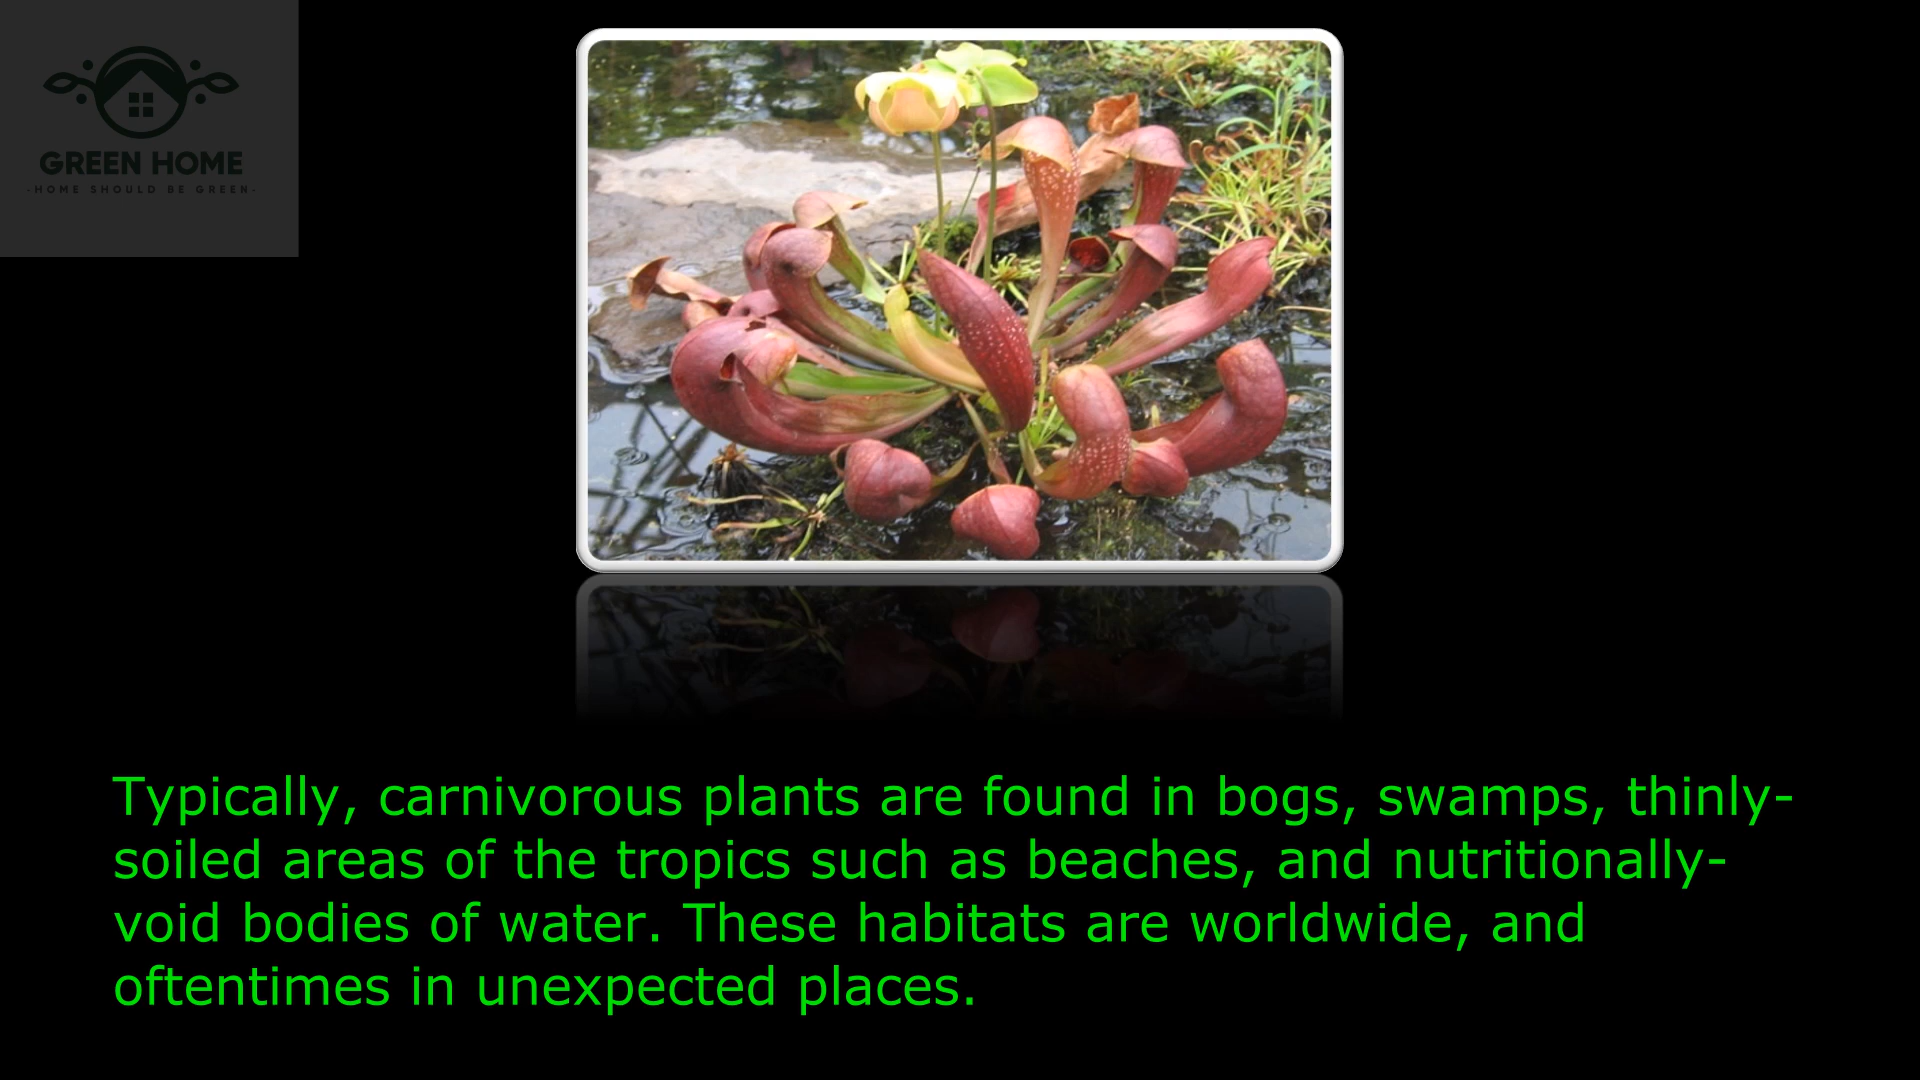 GREEN HOME
-HOME SHOULD BE GREEN-
Typically, carnivorous plants are found in bogs, swamps, thinly-
soiled areas of the tropics such as beaches, and nutritionally-
void bodies of water. These habitats are worldwide, and
oftentimes in unexpected places.